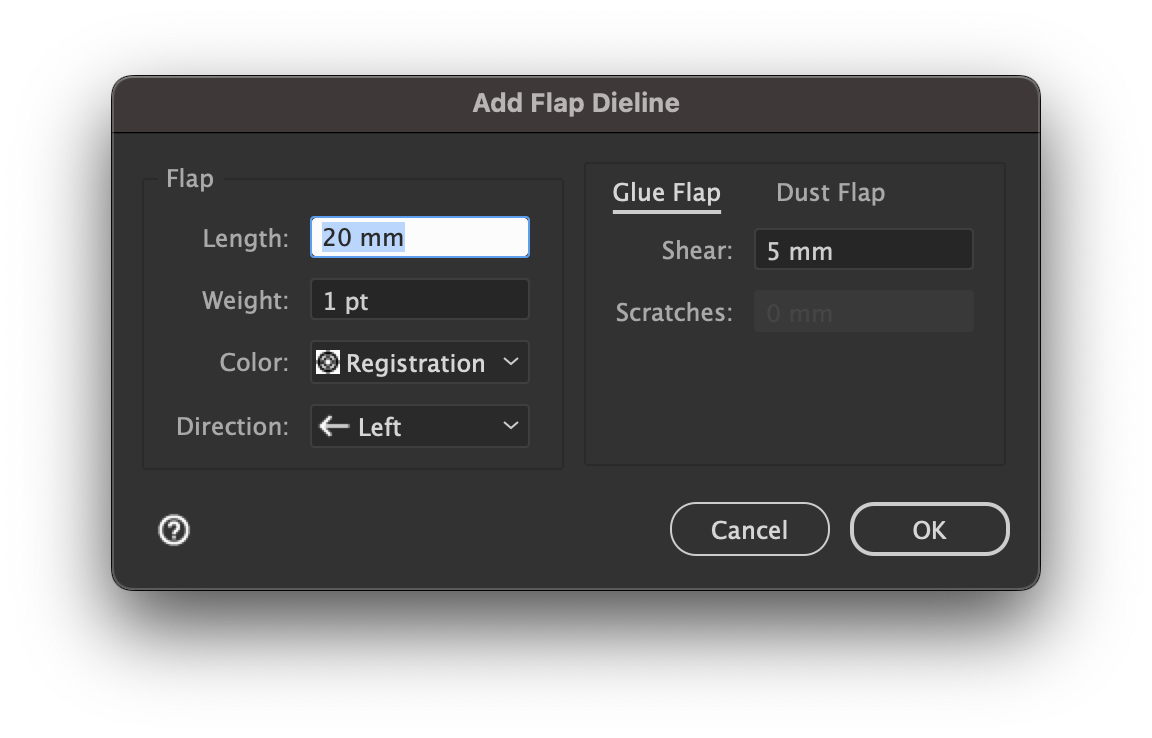 Add Flap Dieline
Flap
Length: 20 mm
Weight: 1 pt
Color: Registration
Direction: Left
Glue Flap Dust Flap
Shear: 5 mm
Scratches: 0 mm
?
Cancel OK